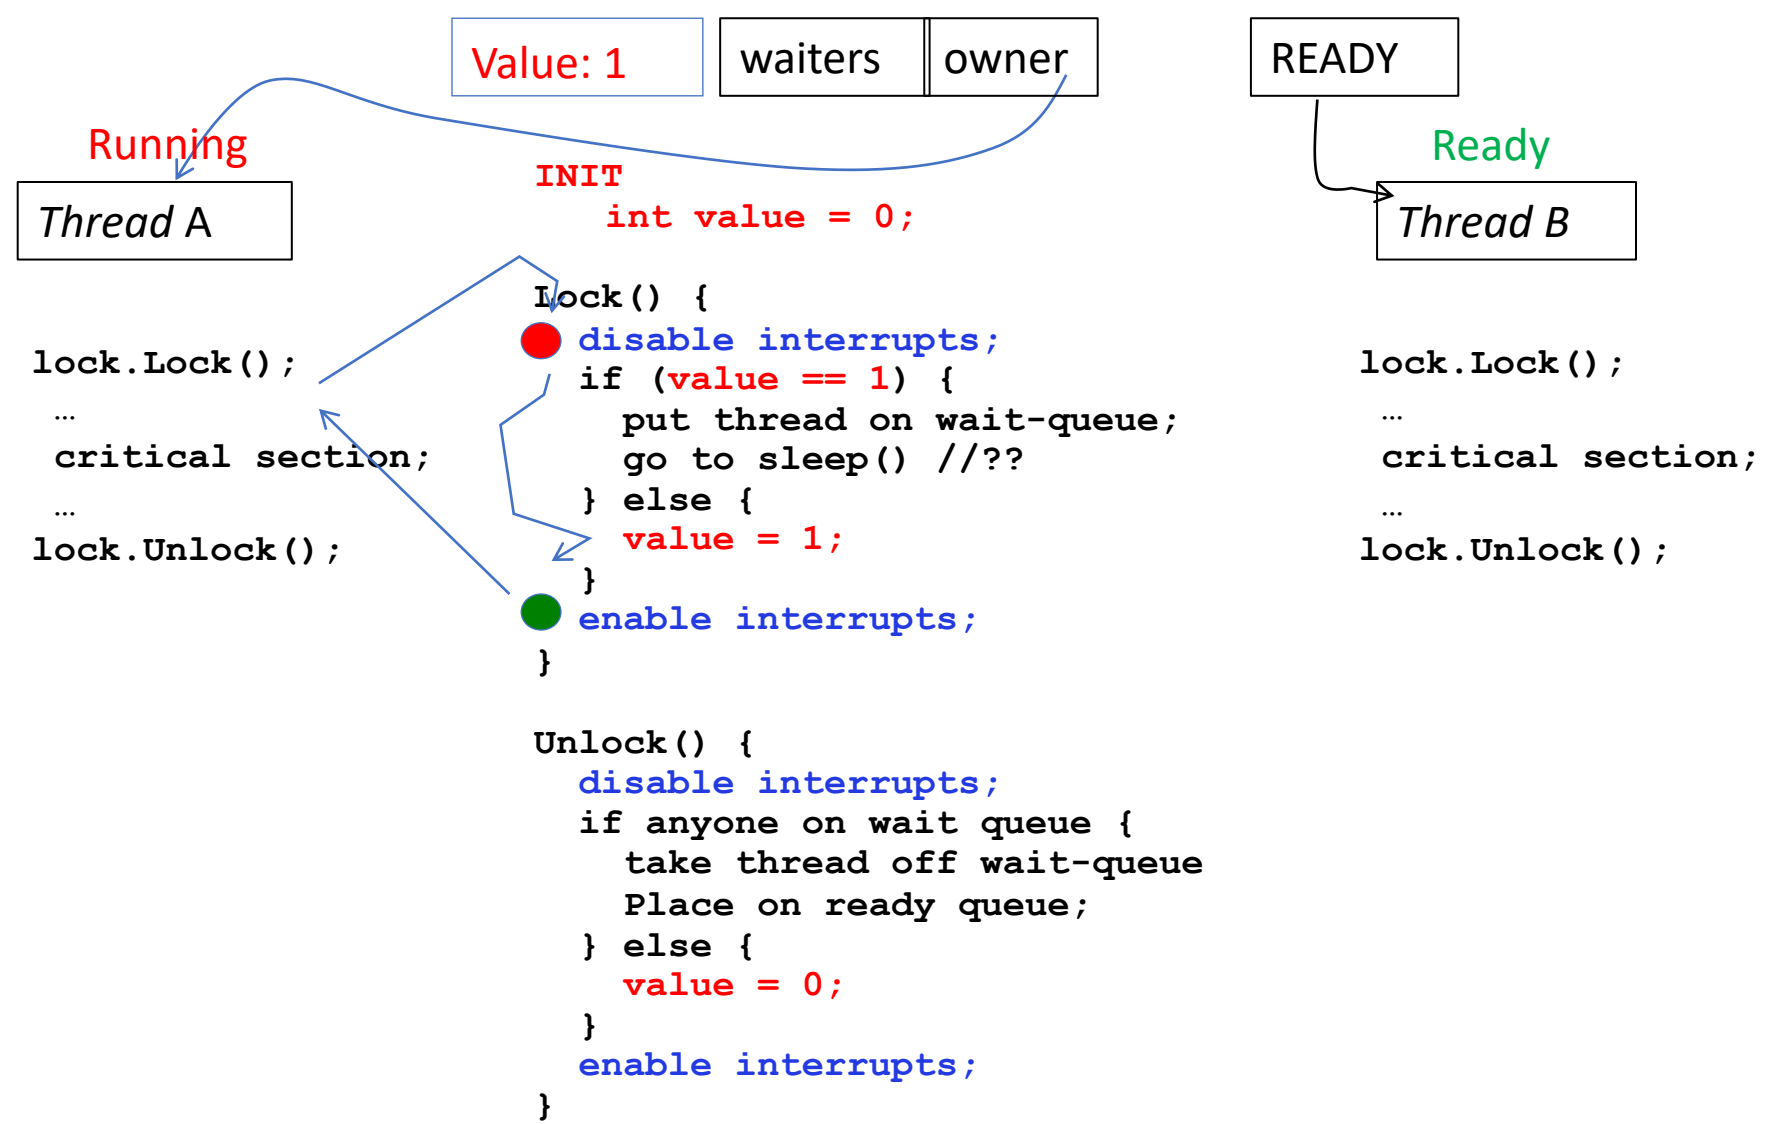 Value: 1
waiters
owner
READY
Running
Ready
Thread A
Thread B
INIT
int value = 0;
Lock() {
disable interrupts;
if (value == 1) {
put thread on wait-queue;
go to sleep() //??
} else {
value = 1;
}
enable interrupts;
}
Unlock() {
disable interrupts;
if anyone on wait queue {
take thread off wait-queue
Place on ready queue;
} else {
value = 0;
}
enable interrupts;
}
lock.Lock();
…
critical section;
…
lock.Unlock();
lock.Lock();
…
critical section;
…
lock.Unlock();